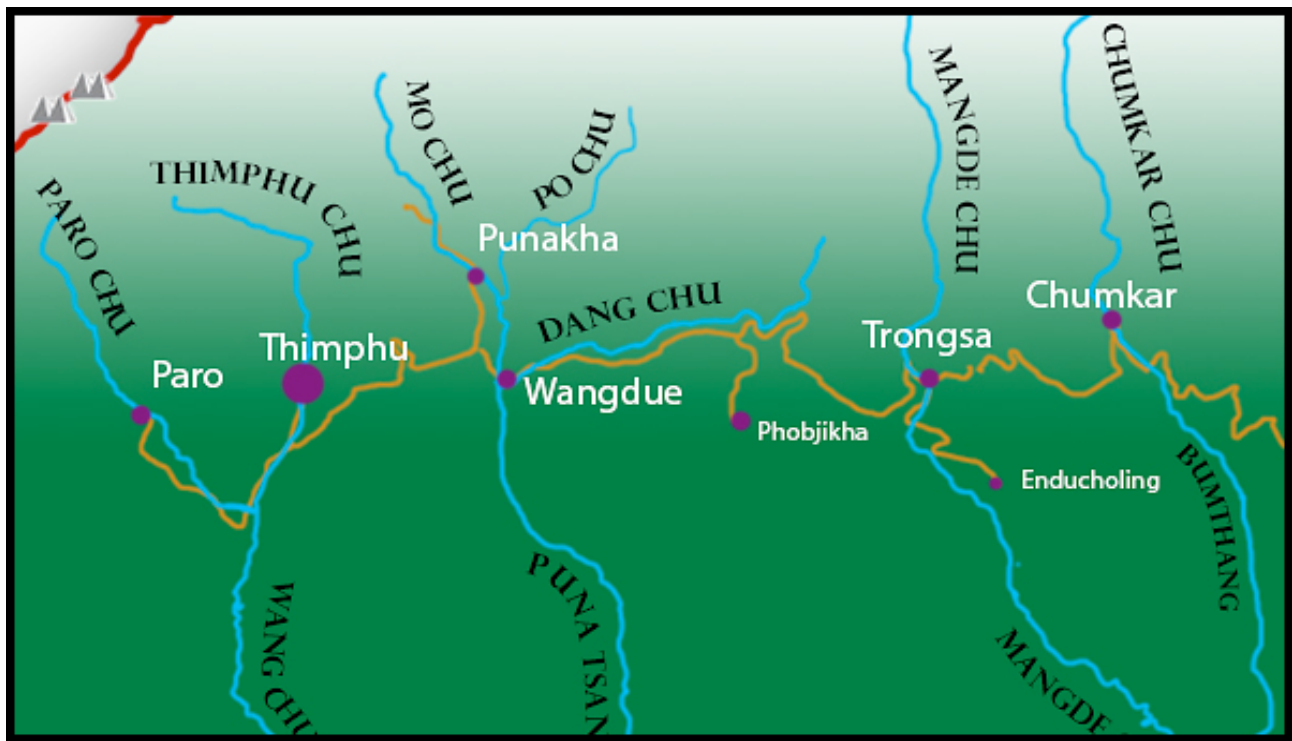 MO CHU
PO CHU
MANGDE CHU
CHUMKAR CHU
THIMPHU CHU
PARO CHU
Punakha
DANG CHU
Chumkar
Thimphu
Trongsa
Paro
Wangdue
Phobjikha
Enducholing
BUMTHANG
PUNA TSAN
WANG CHU
MANGDE